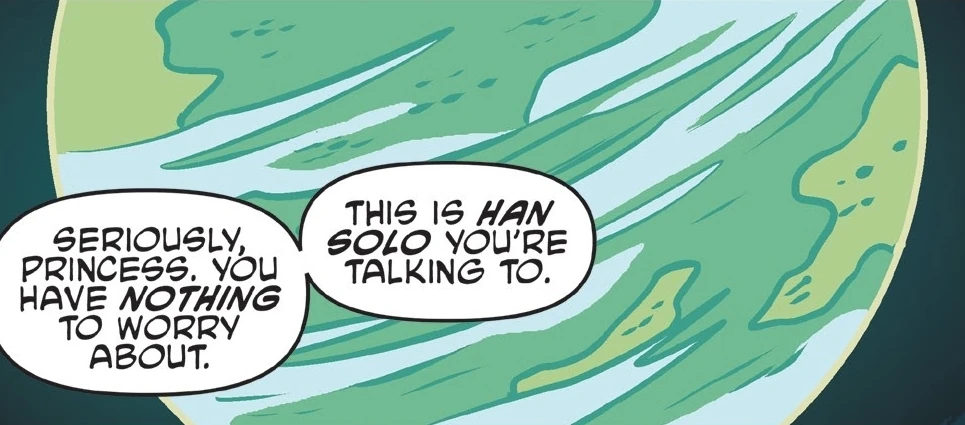 SERIOUSLY,
PRINCESS. YOU
HAVE NOTHING
TO WORRY
ABOUT.
THIS IS HAN
SOLO YOU'RE
TALKING TO.